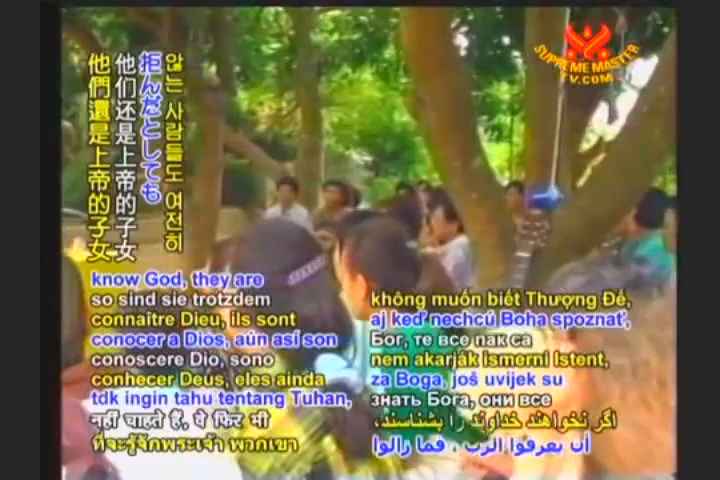 SUPREME MASTER
TV.COM
않는 사람들도 여전히
拒んだとしても
他们还是上帝的子女
他們還是上帝的子女
know God, they are
so sind sie trotzdem
connaître Dieu, ils sont
conocer a Dios, aún así son
conoscere Dio, sono
conhecer Deus, eles ainda
tdk ingin tahu tentang Tuhan,
नहीं चाहते हैं, वे फिर भी
ที่จะรู้จักพระเจ้า พวกเขา
không muốn biết Thượng Đế,
aj keď nechcú Boha spoznať,
Бог, те все пак са
nem akarják ismerni Istent,
za Boga, još uvijek su
знать Бога, они все
اگر نخواهند خداوند را بشناسند،
أن يعرفوا الرب ، فما زالوا